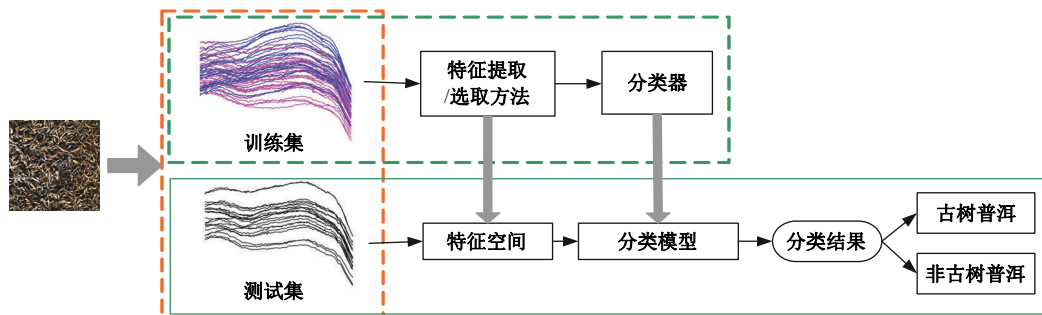 特征提取
/选取方法
分类器
训练集
特征空间
分类模型
分类结果
古树普洱
非古树普洱
测试集